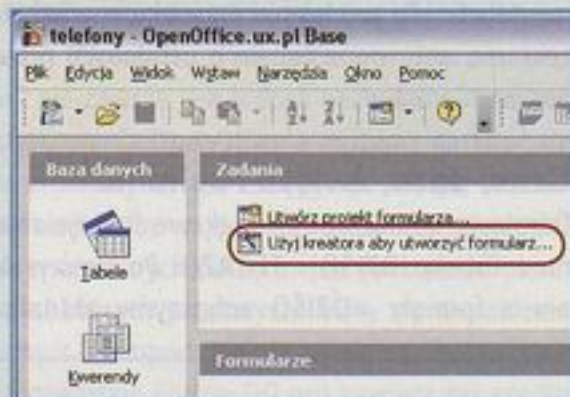 telefony - OpenOffice.ux.pl Base
Plik Edycja Widok Wstaw Narzędzia Okno Pomoc
Baza danych
Zadania
Utwórz projekt formularza...
Użyj kreatora aby utworzyć formularz...
Tabele
Formularze
Kwerendy